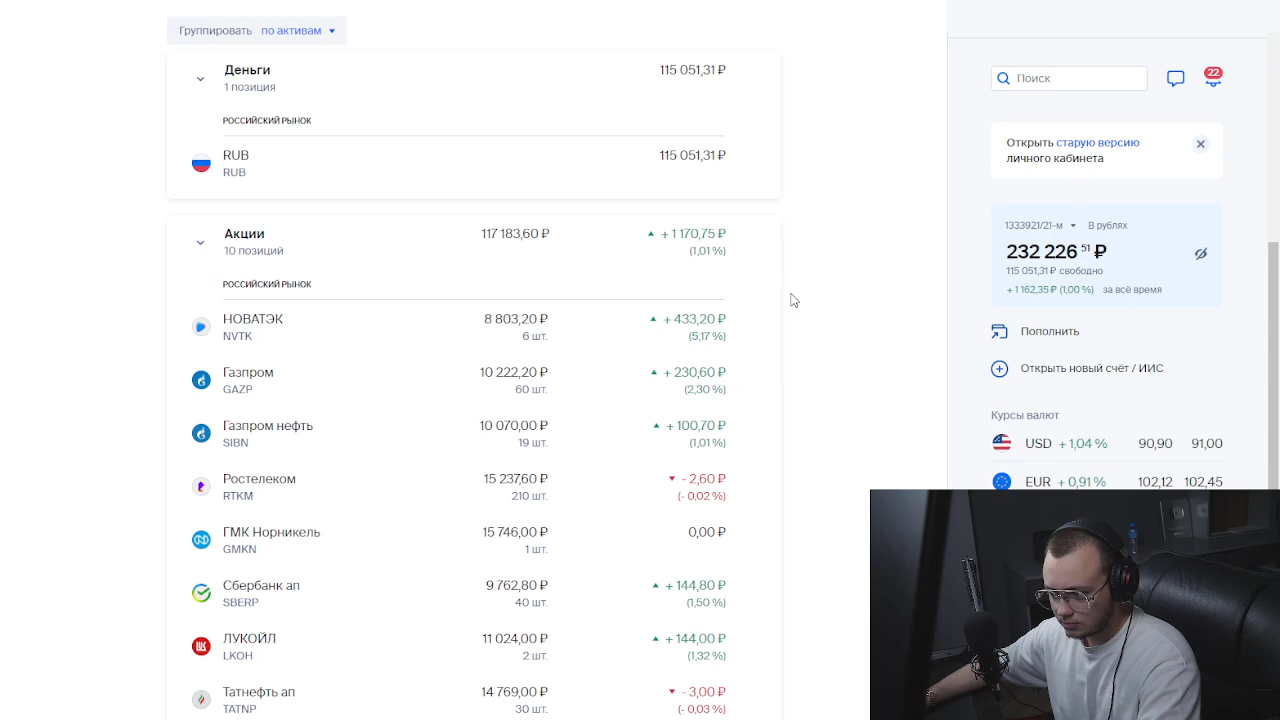 Группировать по активам
Деньги 115 051,31 ₽
1 позиция
РОССИЙСКИЙ РЫНОК
RUB 115 051,31 ₽
RUB
Акции 117 183,60 ₽ + 1 170,75 ₽
10 позиций (1,01 %)
РОССИЙСКИЙ РЫНОК
НОВАТЭК 8 803,20 ₽ + 433,20 ₽
NVTK 6 шт. (5,17 %)
Газпром 10 222,20 ₽ + 230,60 ₽
GAZP 60 шт. (2,30 %)
Газпром нефть 10 070,00 ₽ + 100,70 ₽
SIBN 19 шт. (1,01 %)
Ростелеком 15 237,60 ₽ - 2,60 ₽
RTKM 210 шт. (- 0,02 %)
ГМК Норникель 15 746,00 ₽ 0,00 ₽
GMKN 1 шт.
Сбербанк ап 9 762,80 ₽ + 144,80 ₽
SBERP 40 шт. (1,50 %)
ЛУКОЙЛ 11 024,00 ₽ + 144,00 ₽
LKOH 2 шт. (1,32 %)
Татнефть ап 14 769,00 ₽ - 3,00 ₽
TATNP 30 шт. (- 0,03 %)
Поиск 22
Открыть старую версию
личного кабинета
1333921/21-м В рублях
232 226 51 ₽
115 051,31 ₽ свободно
+ 1 162,35 ₽ (1,00 %) за всё время
Пополнить
Открыть новый счёт / ИИС
Курсы валют
USD + 1,04 % 90,90 91,00
EUR + 0,91 % 102,12 102,45